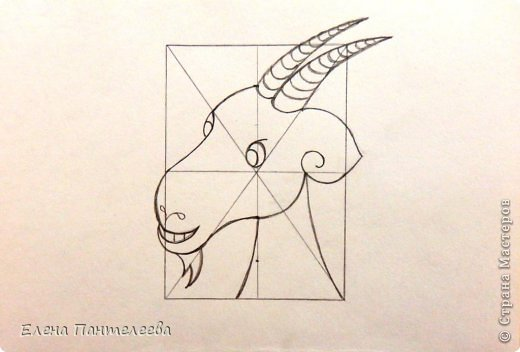 Елена Пантелеева
© Страна Мастеров